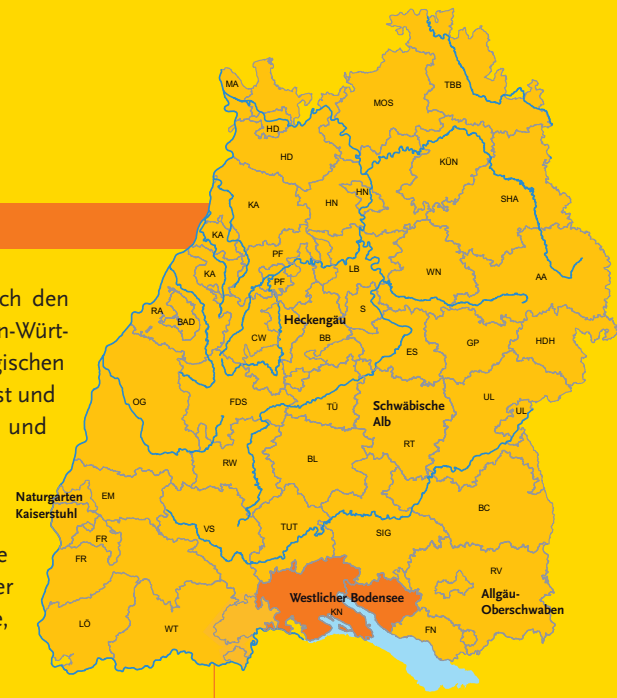 MA
TBB
MOS
HD
HD
KÜN
HN
HN
KA
SHA
KA
PF
KA
LB
WN
AA
PF
S
RA
BAD
Heckengäu
CW
BB
ES
GP
HDH
OG
FDS
TÜ
Schwäbische
Alb
UL
UL
RT
RW
BL
Naturgarten
Kaiserstuhl
EM
BC
VS
TUT
SIG
FR
FR
RV
Westlicher Bodensee
KN
Allgäu-
Oberschwaben
LÖ
WT
FN
ch den
n-Würt-
gischen
st und
und
e
er
e,